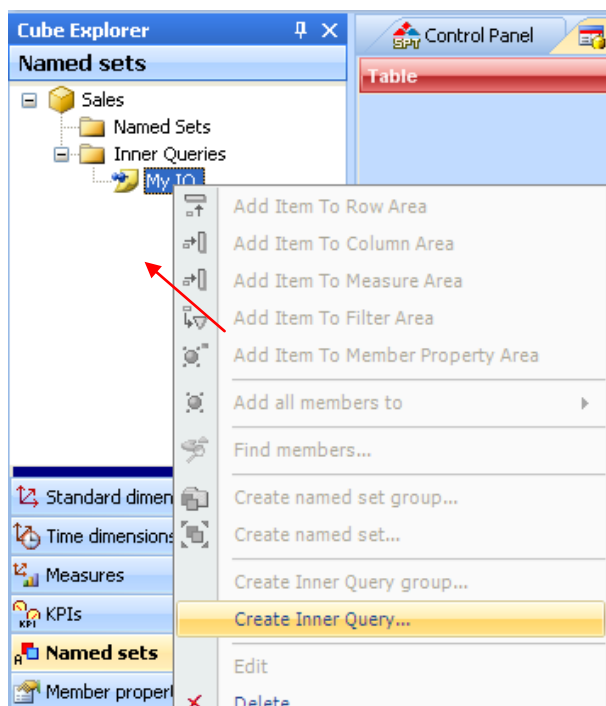 Cube Explorer
Control Panel
SPT
Named sets
Table
Sales
Named Sets
Inner Queries
My IQ
Add Item To Row Area
Add Item To Column Area
Add Item To Measure Area
Add Item To Filter Area
Add Item To Member Property Area
Add all members to
Find members...
Standard dimen
Create named set group...
Time dimensions
Create named set...
Measures
Create Inner Query group...
KPIs
KPI
Create Inner Query...
A
Named sets
Edit
Member propert
Delete